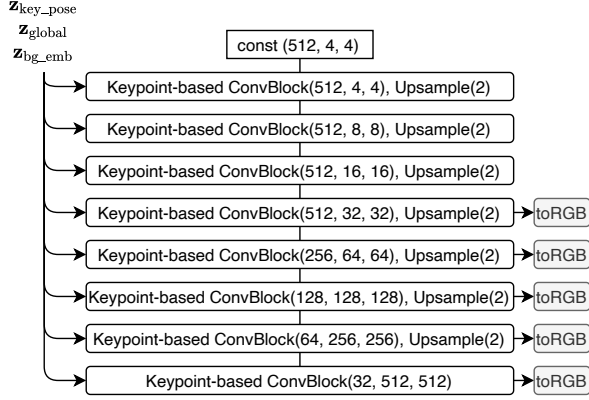 z_key_pose
z_global
z_bg_emb
const (512, 4, 4)
Keypoint-based ConvBlock(512, 4, 4), Upsample(2)
Keypoint-based ConvBlock(512, 8, 8), Upsample(2)
Keypoint-based ConvBlock(512, 16, 16), Upsample(2)
Keypoint-based ConvBlock(512, 32, 32), Upsample(2) toRGB
Keypoint-based ConvBlock(256, 64, 64), Upsample(2) toRGB
Keypoint-based ConvBlock(128, 128, 128), Upsample(2) toRGB
Keypoint-based ConvBlock(64, 256, 256), Upsample(2) toRGB
Keypoint-based ConvBlock(32, 512, 512) toRGB